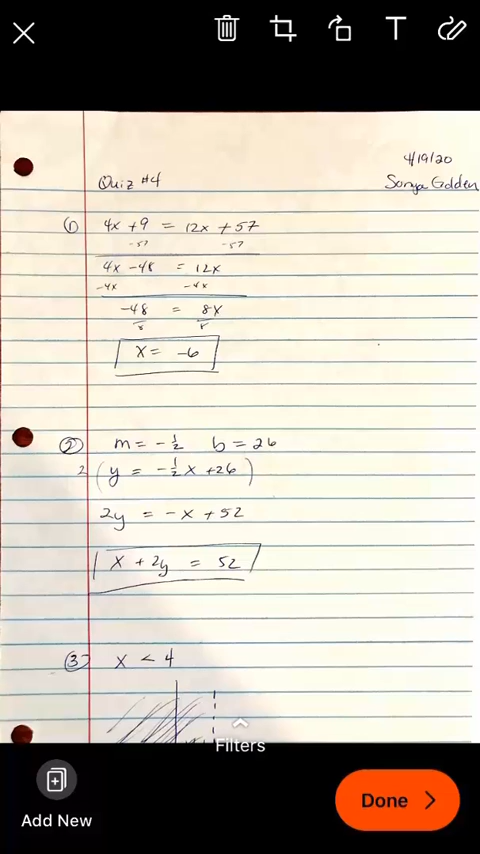 T
4/19/20
Quiz #4
Sonya Golden
① 4x + 9 = 12x + 57
-57 -57
4x - 48 = 12x
-4x -4x
-48 = 8x
8 8
x = -6
② m = -1/2 b = 26
2 (y = -1/2 x + 26)
2y = -x + 52
x + 2y = 52
③ x < 4
Filters
Add New
Done